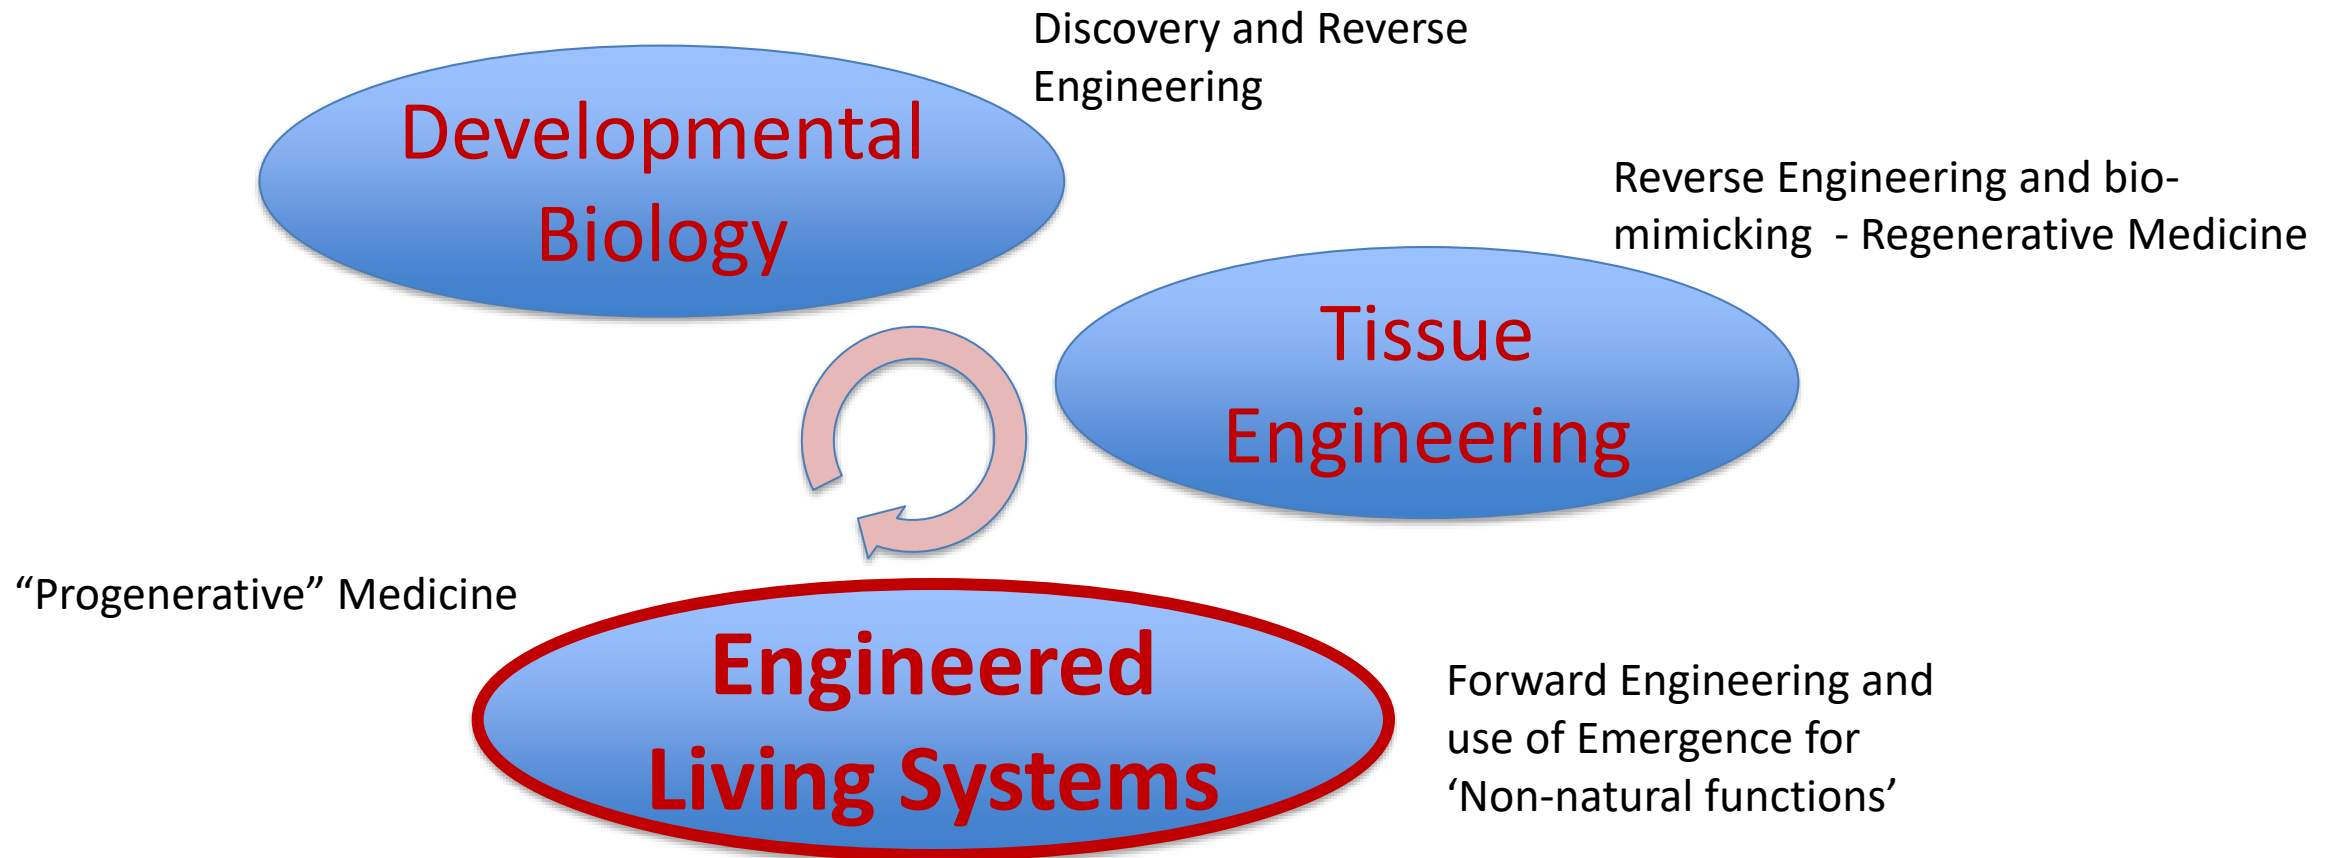 Discovery and Reverse
Engineering
Developmental
Biology
Reverse Engineering and bio-
mimicking  - Regenerative Medicine
Tissue
Engineering
“Progenerative” Medicine
Engineered
Living Systems
Forward Engineering and
use of Emergence for
‘Non-natural functions’